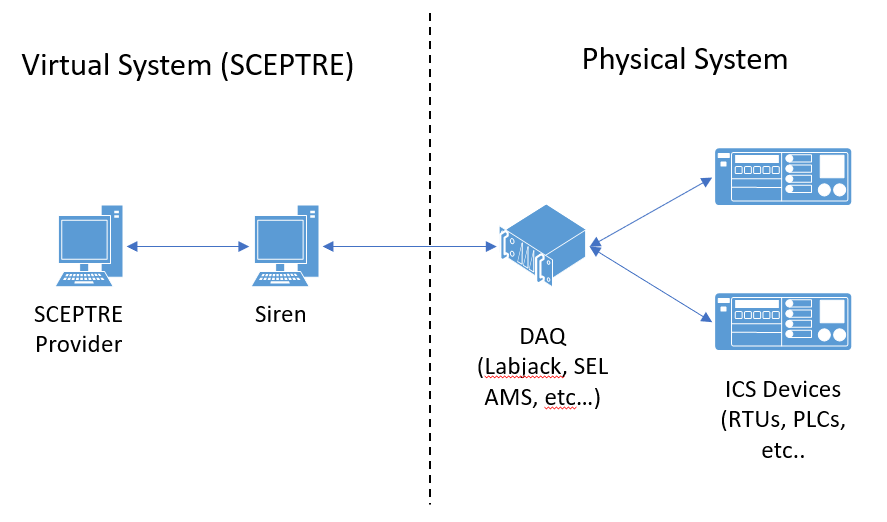 Virtual System (SCEPTRE)
Physical System
SCEPTRE
Provider
Siren
DAQ
(Labjack, SEL
AMS, etc…)
ICS Devices
(RTUs, PLCs,
etc..